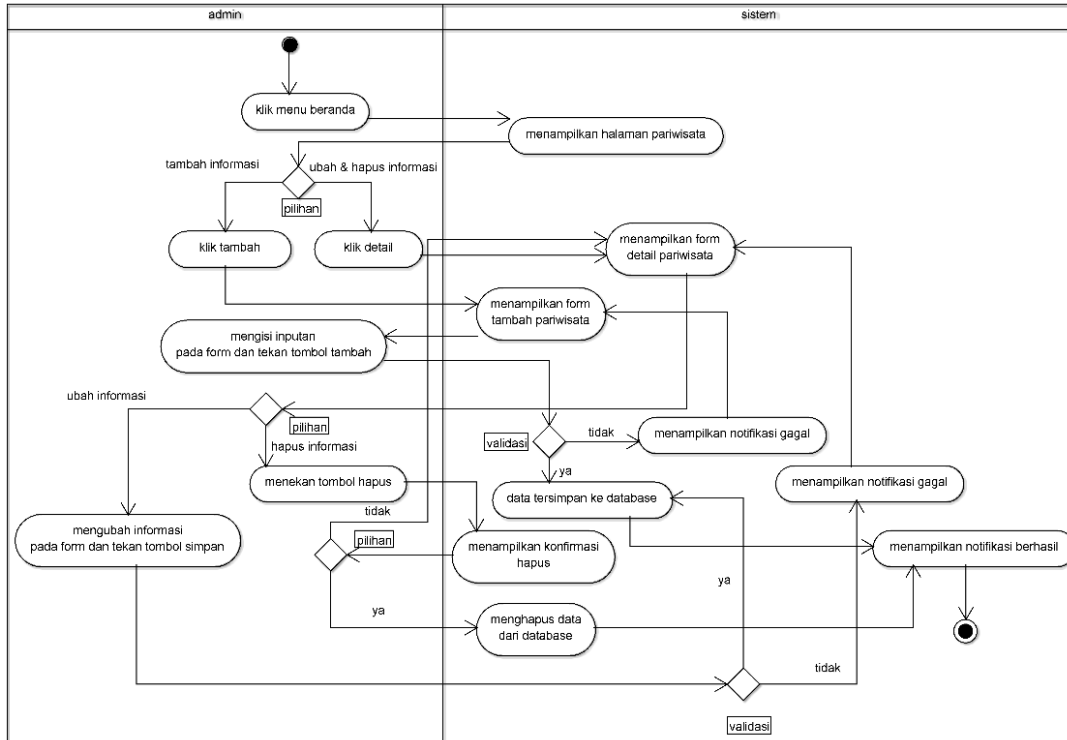 admin
sistem
klik menu beranda
menampilkan halaman pariwisata
tambah informasi
ubah & hapus informasi
pilihan
klik tambah
klik detail
menampilkan form
detail pariwisata
menampilkan form
tambah pariwisata
mengisi inputan
pada form dan tekan tombol tambah
ubah informasi
pilihan
hapus informasi
validasi
tidak
menampilkan notifikasi gagal
ya
menekan tombol hapus
data tersimpan ke database
menampilkan notifikasi gagal
tidak
mengubah informasi
pada form dan tekan tombol simpan
pilihan
menampilkan konfirmasi
hapus
menampilkan notifikasi berhasil
ya
ya
menghapus data
dari database
tidak
validasi